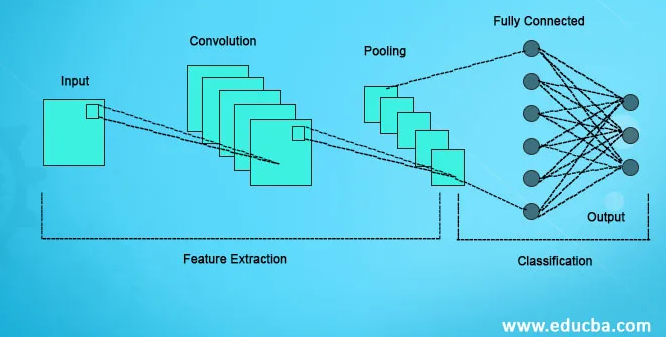 Fully Connected
Convolution
Pooling
Input
Output
Feature Extraction
Classification
www.educba.com